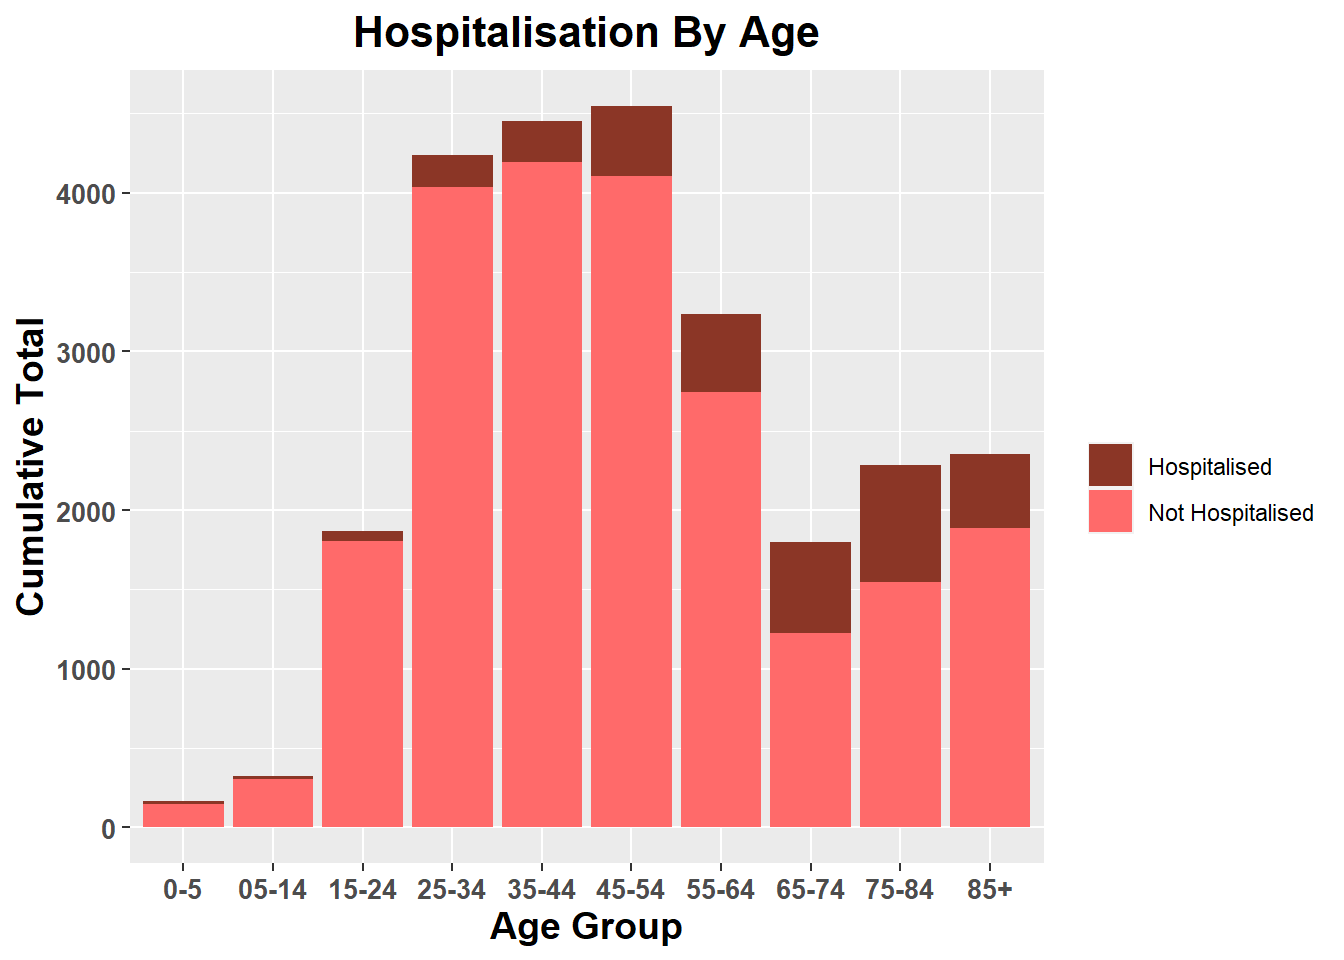 Hospitalisation By Age
Cumulative Total
4000
3000
2000
1000
0
0-5 05-14 15-24 25-34 35-44 45-54 55-64 65-74 75-84 85+
Age Group
Hospitalised
Not Hospitalised